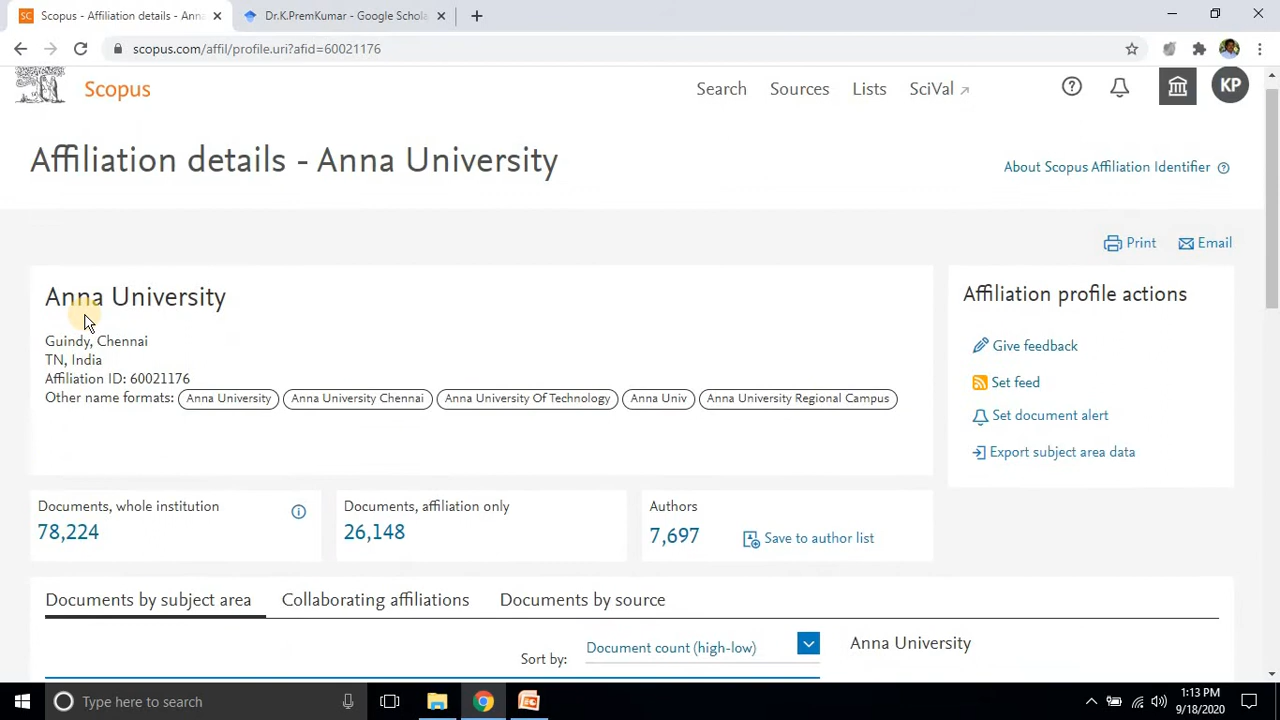 Scopus - Affiliation details - Anna
Dr.K.PremKumar - Google Schola
scopus.com/affil/profile.uri?afid=60021176
Scopus
Search
Sources
Lists
SciVal
KP
Affiliation details - Anna University
About Scopus Affiliation Identifier
Print
Email
Anna University
Guindy, Chennai
TN, India
Affiliation ID: 60021176
Other name formats: Anna University Anna University Chennai Anna University Of Technology Anna Univ Anna University Regional Campus
Affiliation profile actions
Give feedback
Set feed
Set document alert
Export subject area data
Documents, whole institution
78,224
Documents, affiliation only
26,148
Authors
7,697
Save to author list
Documents by subject area
Collaborating affiliations
Documents by source
Sort by: Document count (high-low)
Anna University
Type here to search
1:13 PM
9/18/2020